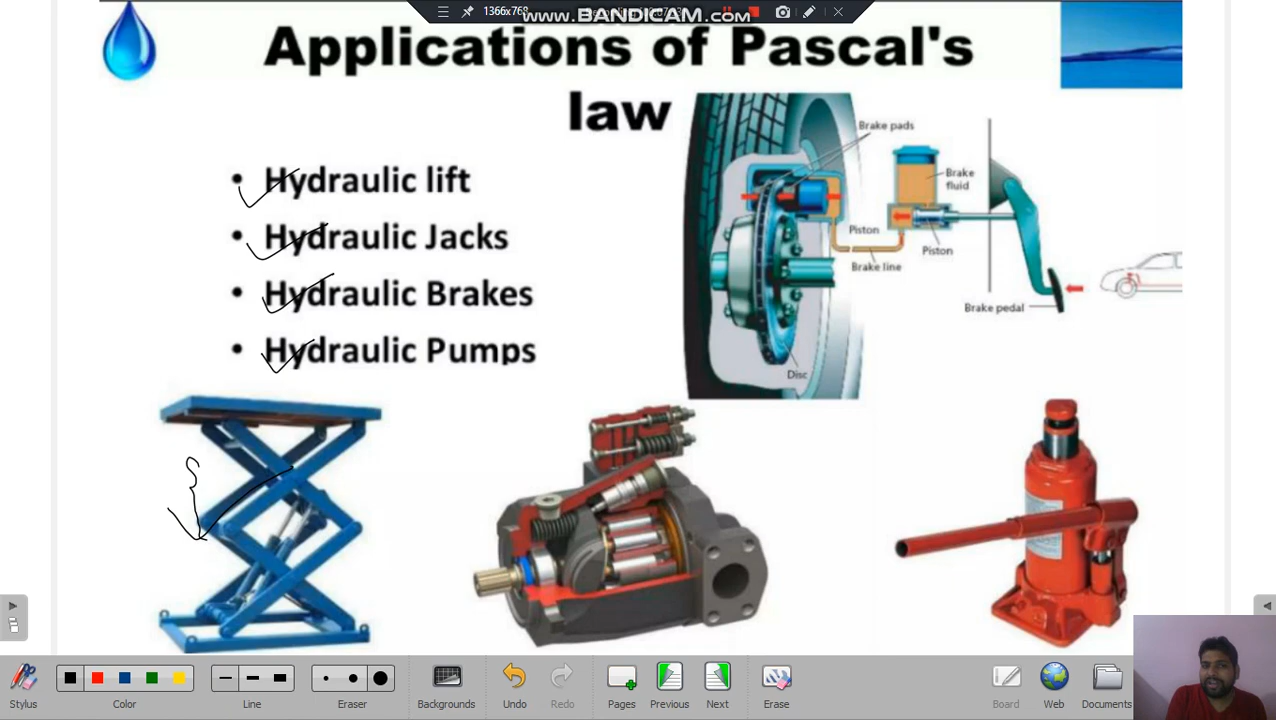 1366x768
www.BANDICAM.com
Applications of Pascal's
law
• Hydraulic lift
• Hydraulic Jacks
• Hydraulic Brakes
• Hydraulic Pumps
Brake pads
Brake
fluid
Piston
Piston
Brake line
Brake pedal
Disc
Stylus
Color
Line
Eraser
Backgrounds
Undo
Redo
Pages
Previous
Next
Erase
Board
Web
Documents